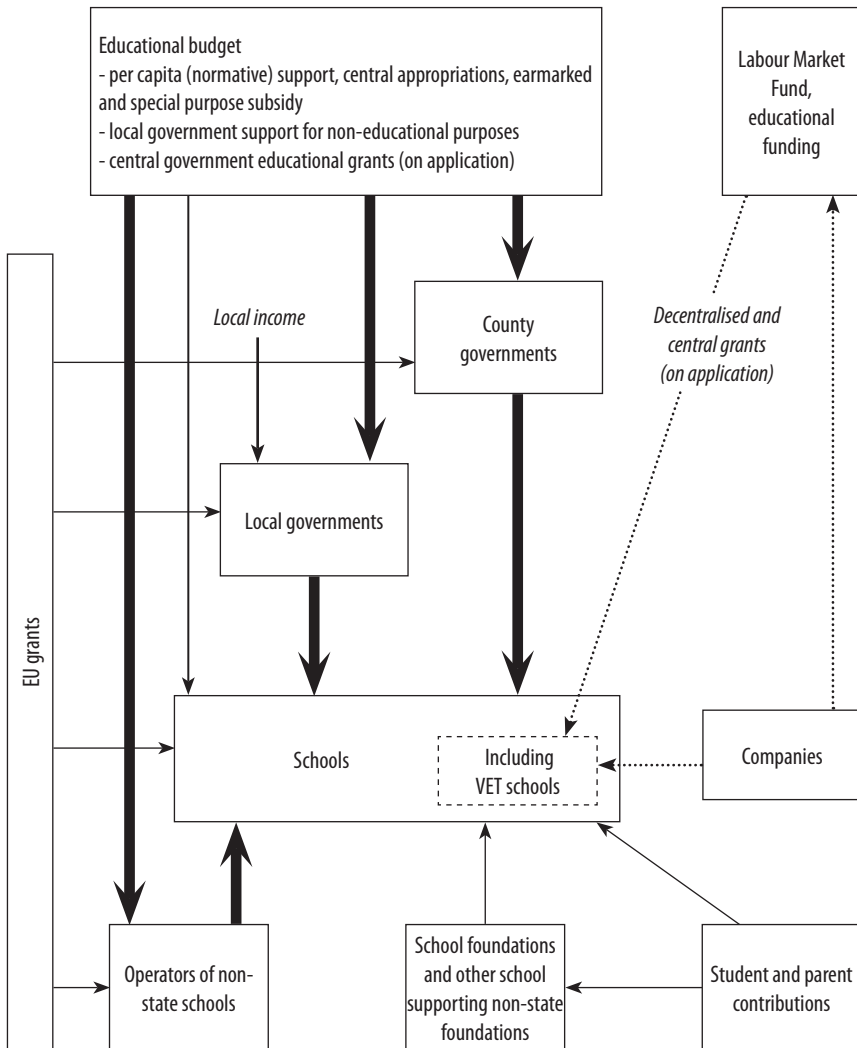 Educational budget
- per capita (normative) support, central appropriations, earmarked
and special purpose subsidy
- local government support for non-educational purposes
- central government educational grants (on application)
Labour Market
Fund,
educational
funding
Local income
County
governments
Decentralised and
central grants
(on application)
Local governments
EU grants
Schools
Including
VET schools
Companies
Operators of non-
state schools
School foundations
and other school
supporting non-state
foundations
Student and parent
contributions